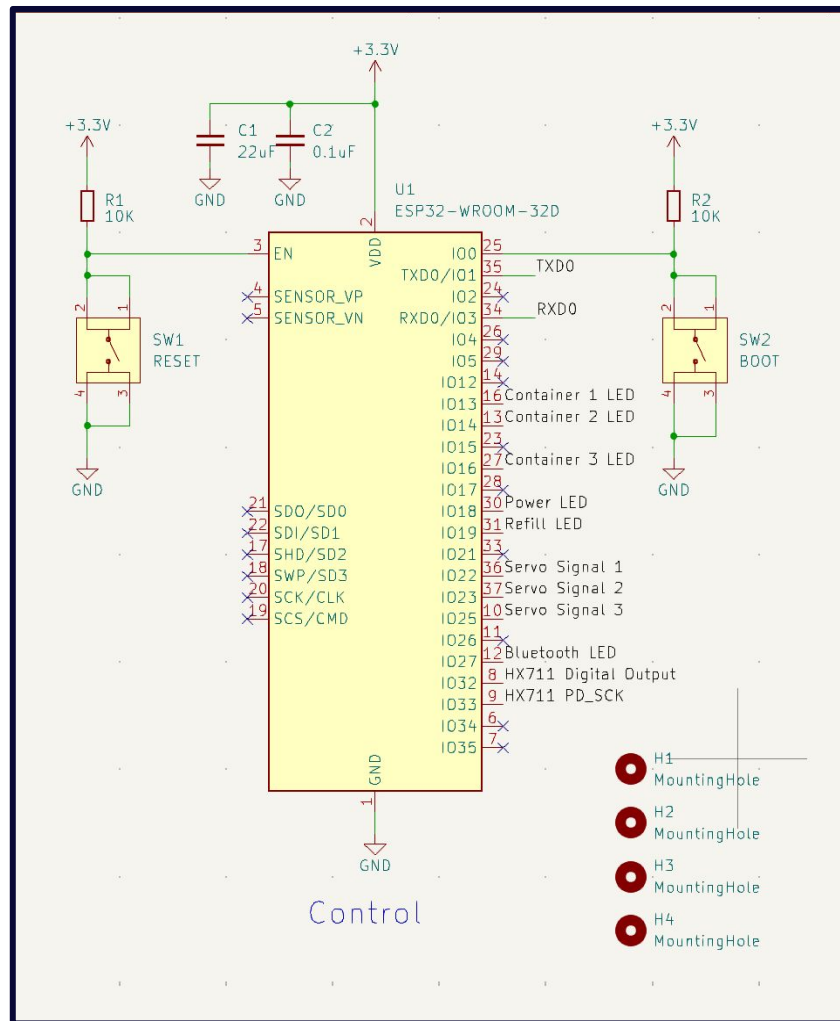 +3.3V
+3.3V
C1
22uF
C2
0.1uF
+3.3V
GND
GND
R1
10K
U1
ESP32-WROOM-32D
R2
10K
2
VDD
3 EN
IO0 25
TXD0/IO1 35 TXD0
4 SENSOR_VP
IO2 24
5 SENSOR_VN
RXD0/IO3 34 RXD0
2 1
SW1
RESET
4 3
GND
2 1
SW2
BOOT
4 3
GND
IO4 26
IO5 29
IO12 14
IO13 16 Container 1 LED
IO14 13 Container 2 LED
IO15 23
IO16 27 Container 3 LED
IO17 28
21 SDO/SD0
IO18 30 Power LED
22 SDI/SD1
IO19 31 Refill LED
17 SHD/SD2
IO21 33
18 SWP/SD3
IO22 36 Servo Signal 1
20 SCK/CLK
IO23 37 Servo Signal 2
19 SCS/CMD
IO25 10 Servo Signal 3
IO26 11
IO27 12 Bluetooth LED
IO32 8 HX711 Digital Output
IO33 9 HX711 PD_SCK
IO34 6
IO35 7
GND
1
GND
H1
MountingHole
H2
MountingHole
H3
MountingHole
H4
MountingHole
Control